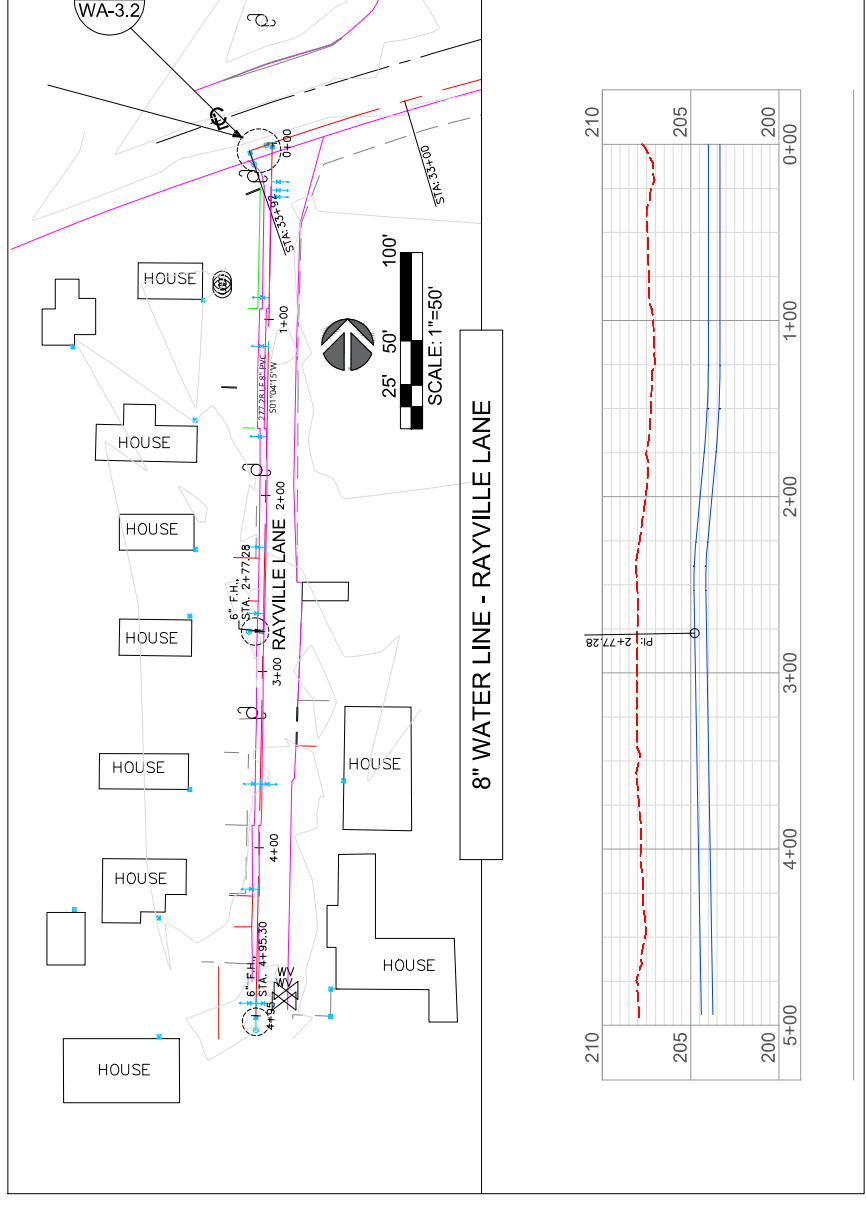 WA-3.2
0+00
STA: 33+92
STA: 33+00
HOUSE
1+00
277.28 LF 8" PVC
S01°04'15"W
25' 50' 100'
SCALE: 1"=50'
HOUSE
HOUSE
2+00
6" F.H.,
STA. 2+77.28
RAYVILLE LANE
HOUSE
3+00
HOUSE
HOUSE
HOUSE
4+00
6" F.H.,
STA. 4+95.30
4+95
WV
HOUSE
HOUSE
8" WATER LINE - RAYVILLE LANE
210 210
205 205
200 200
PI: 2+77.28
0+00
1+00
2+00
3+00
4+00
5+00